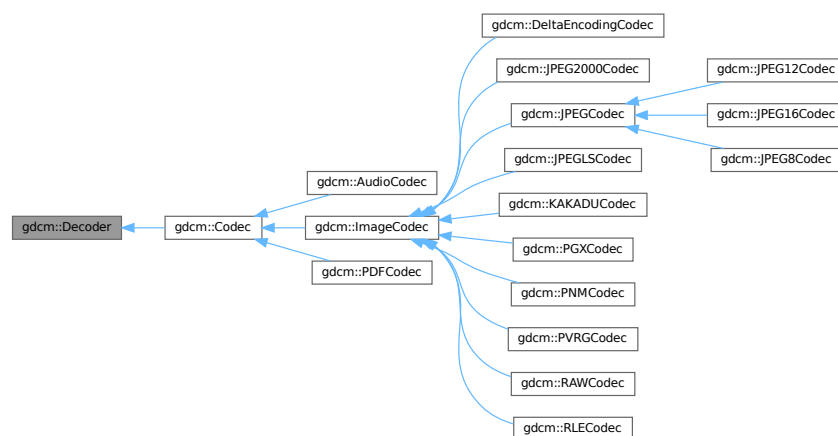 gdcm::DeltaEncodingCodec
gdcm::JPEG2000Codec
gdcm::JPEG12Codec
gdcm::JPEGCodec
gdcm::JPEG16Codec
gdcm::JPEGLSCodec
gdcm::JPEG8Codec
gdcm::AudioCodec
gdcm::KAKADUCodec
gdcm::Decoder
gdcm::Codec
gdcm::ImageCodec
gdcm::PGXCodec
gdcm::PDFCodec
gdcm::PNMCodec
gdcm::PVRGCodec
gdcm::RAWCodec
gdcm::RLECodec